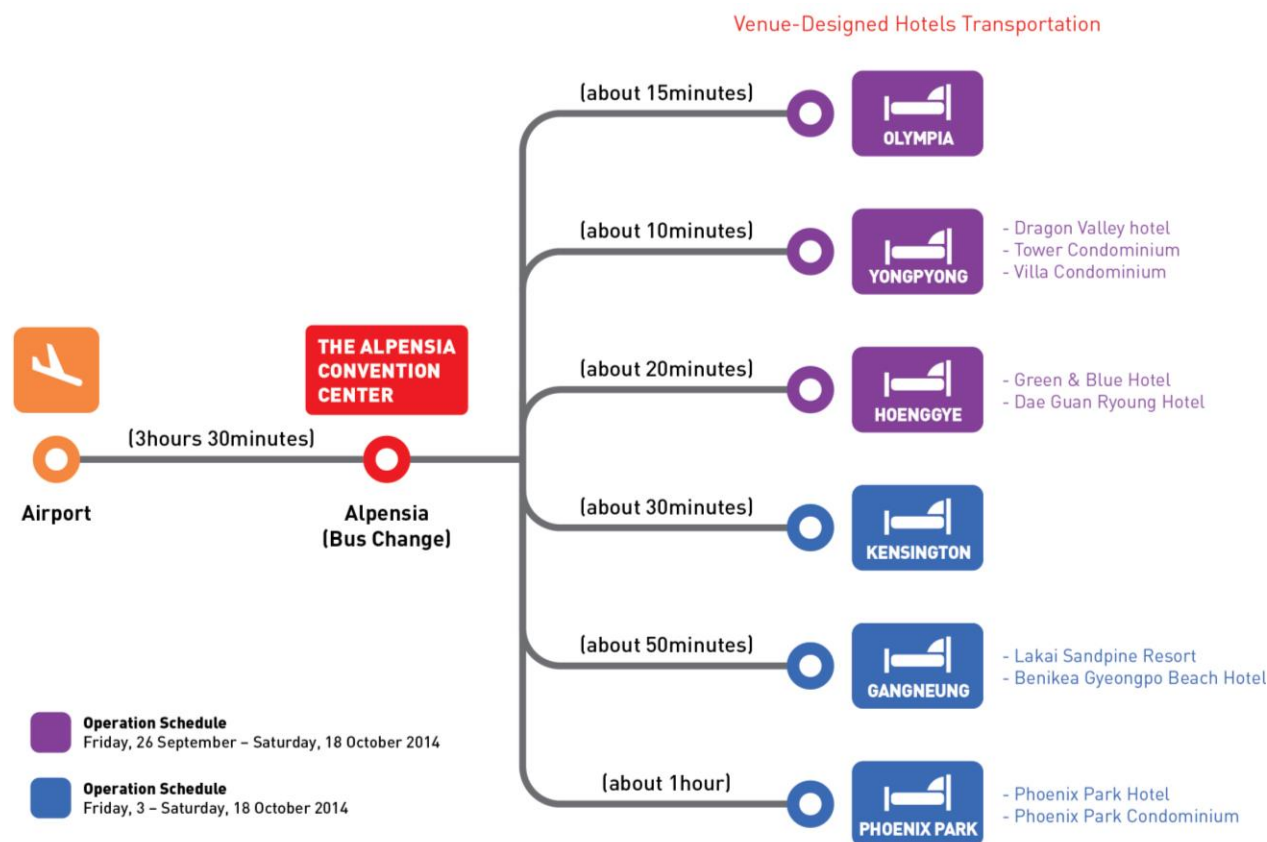 Venue-Designed Hotels Transportation
(about 15minutes)
OLYMPIA
(about 10minutes)
YONGPYONG
- Dragon Valley hotel
- Tower Condominium
- Villa Condominium
THE ALPENSIA
CONVENTION
CENTER
(about 20minutes)
HOENGGYE
- Green & Blue Hotel
- Dae Guan Ryoung Hotel
(3hours 30minutes)
Airport
Alpensia
(Bus Change)
(about 30minutes)
KENSINGTON
(about 50minutes)
GANGNEUNG
- Lakai Sandpine Resort
- Benikea Gyeongpo Beach Hotel
Operation Schedule
Friday, 26 September – Saturday, 18 October 2014
Operation Schedule
Friday, 3 – Saturday, 18 October 2014
(about 1hour)
PHOENIX PARK
- Phoenix Park Hotel
- Phoenix Park Condominium